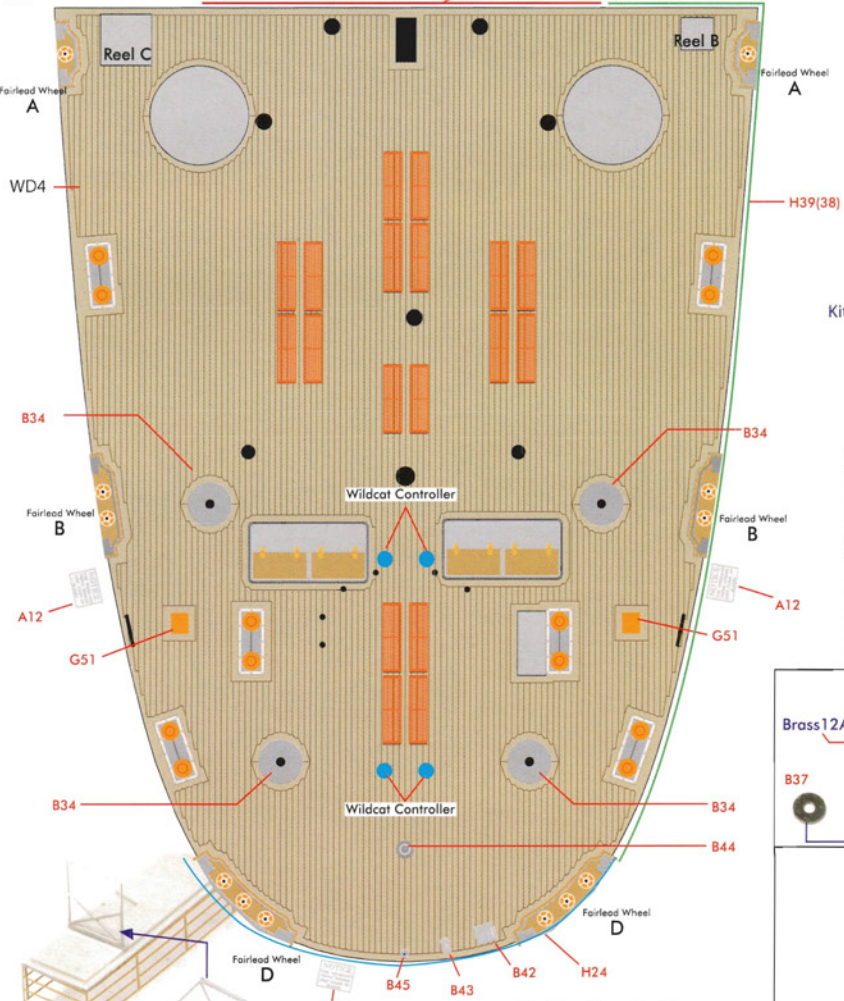 Reel C
Reel B
Fairlead Wheel
A
Fairlead Wheel
A
WD4
H39(38)
Kit
B34
B34
Wildcat Controller
Fairlead Wheel
B
Fairlead Wheel
B
A12
A12
G51
G51
Brass12A
B37
B34
Wildcat Controller
B34
B44
Fairlead Wheel
D
Fairlead Wheel
D
B45
B43
B42
H24
NOTICE